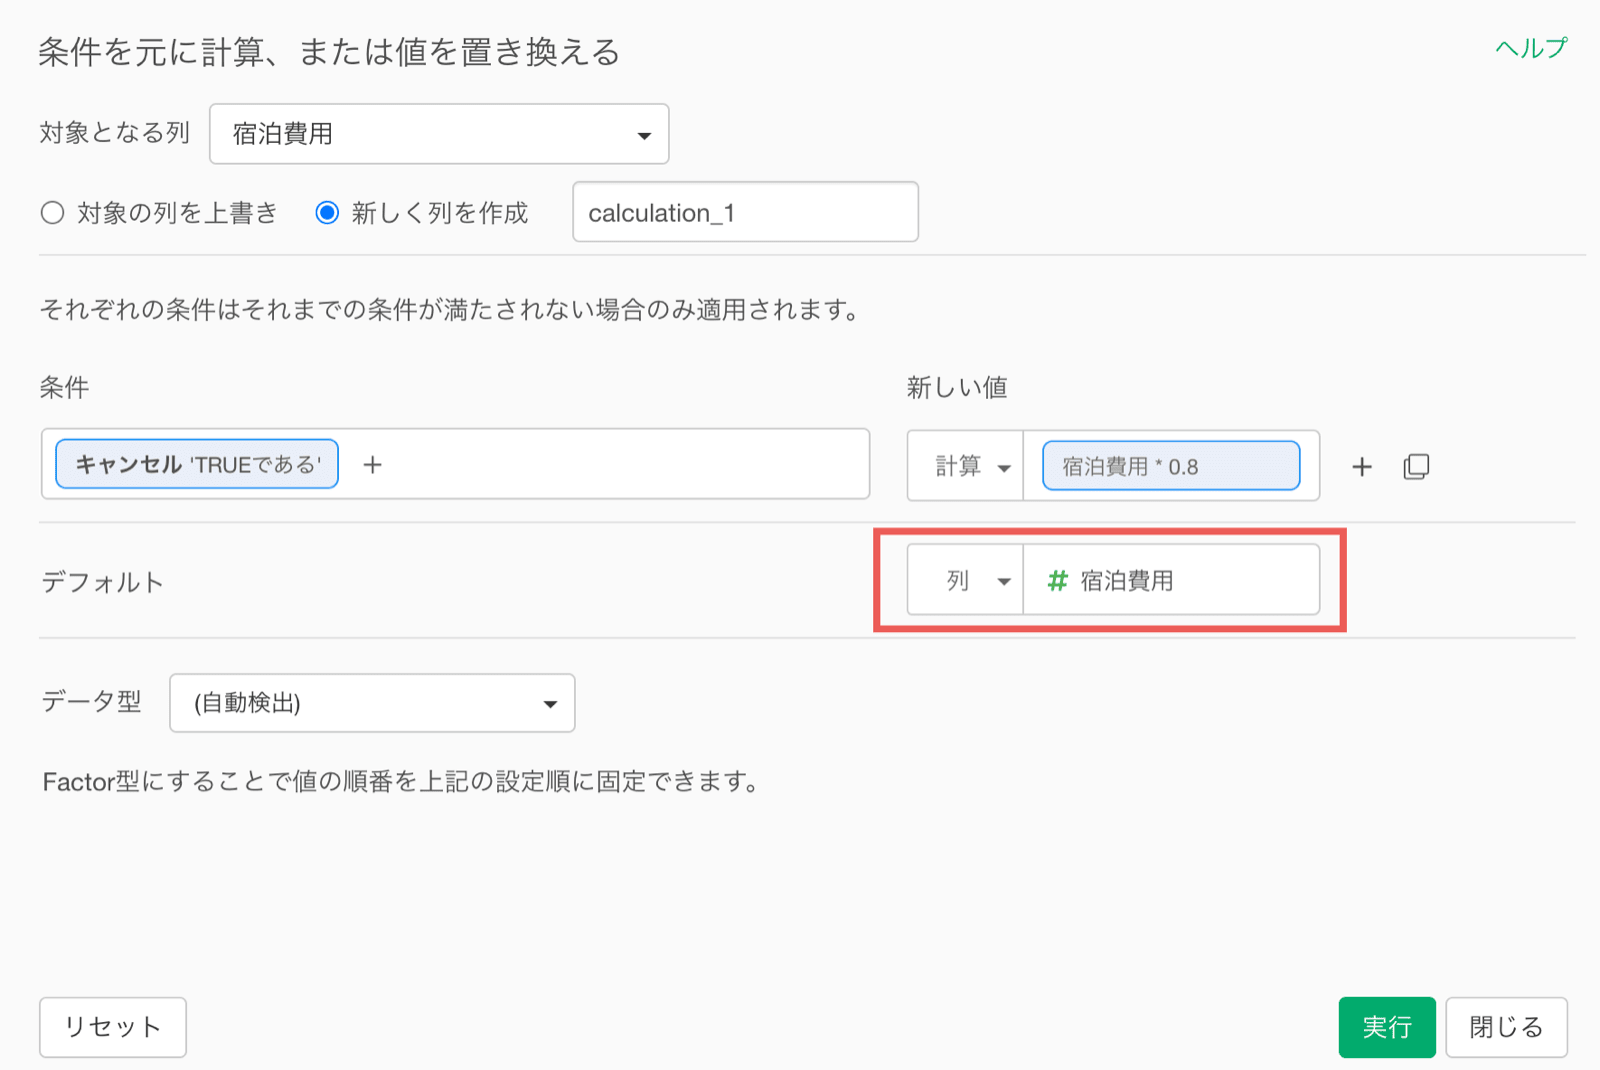 条件を元に計算、または値を置き換える
ヘルプ
対象となる列 宿泊費用
対象の列を上書き 新しく列を作成 calculation_1
それぞれの条件はそれまでの条件が満たされない場合のみ適用されます。
条件 新しい値
キャンセル 'TRUEである' + 計算 宿泊費用 * 0.8 +
デフォルト 列 # 宿泊費用
データ型 (自動検出)
Factor型にすることで値の順番を上記の設定順に固定できます。
リセット 実行 閉じる